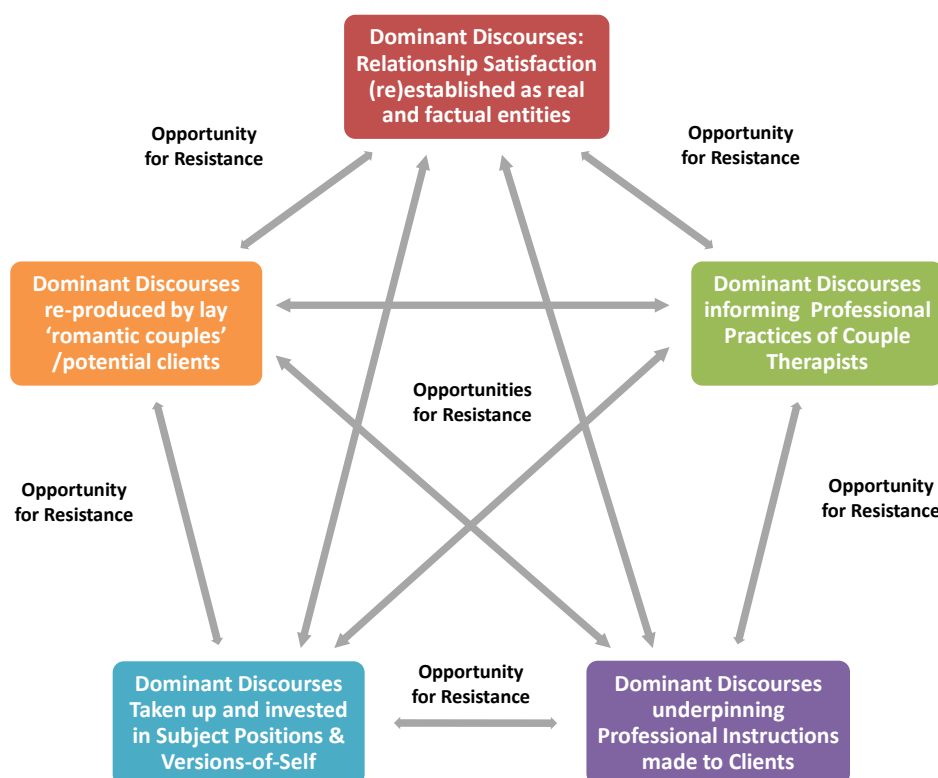 Dominant Discourses:
Relationship Satisfaction
(re)established as real
and factual entities
Opportunity
for Resistance
Opportunity
for Resistance
Dominant Discourses
re-produced by lay
‘romantic couples’
/potential clients
Dominant Discourses
informing Professional
Practices of Couple
Therapists
Opportunities
for Resistance
Opportunity
for Resistance
Opportunity
for Resistance
Dominant Discourses
Taken up and invested
in Subject Positions &
Versions-of-Self
Opportunity
for Resistance
Dominant Discourses
underpinning
Professional Instructions
made to Clients